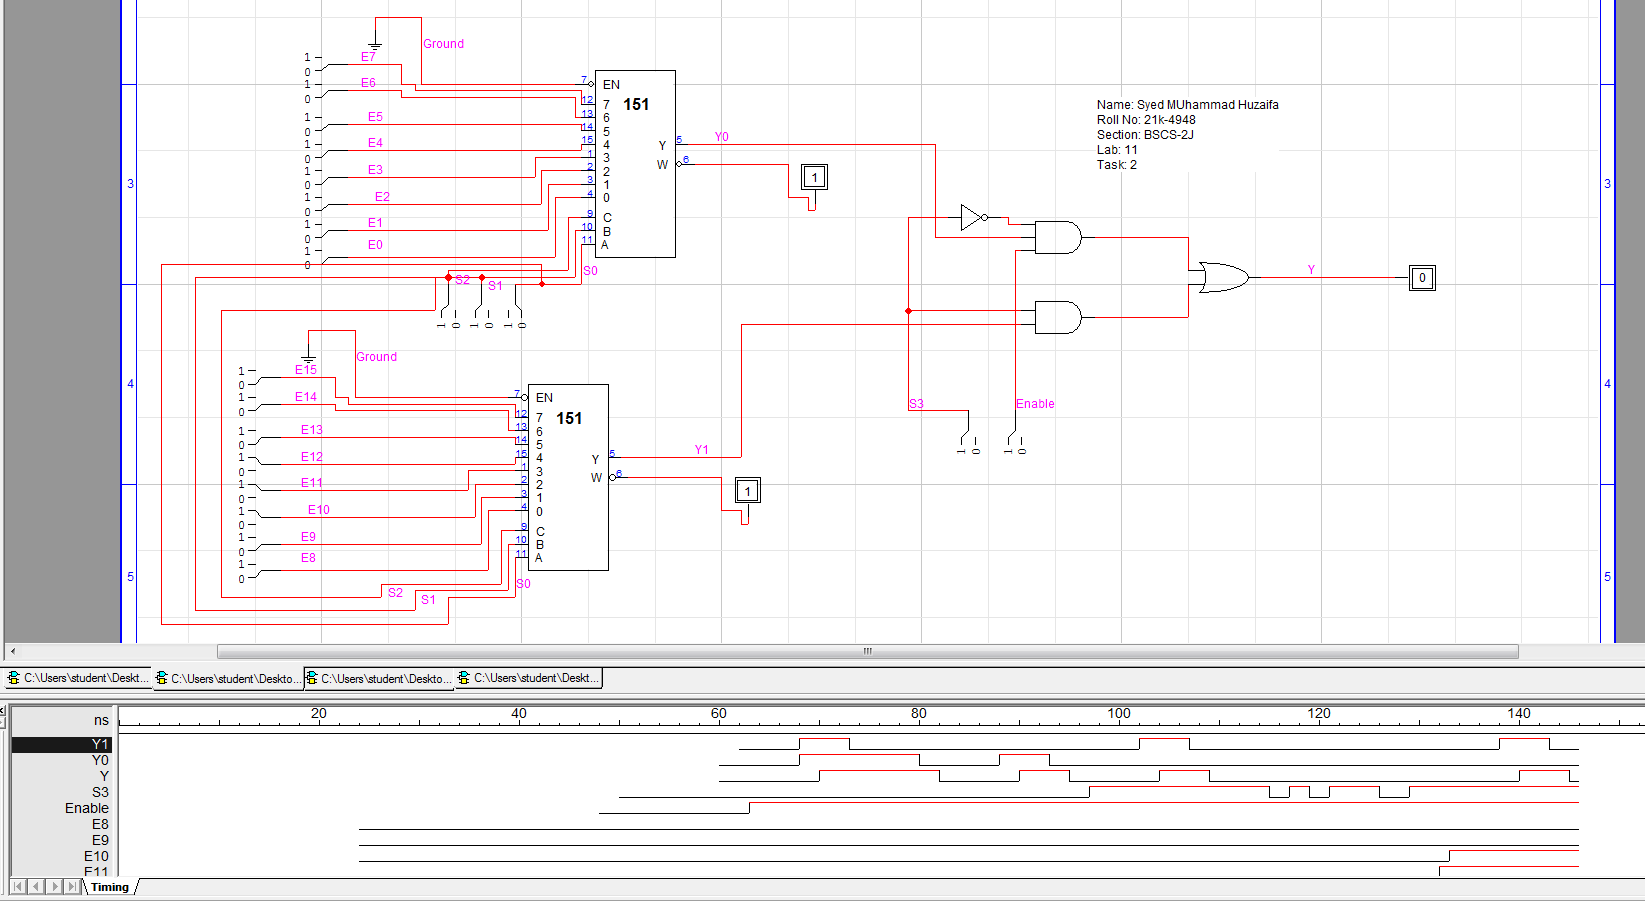 Ground
1 E7
0
1 E6
0
1 E5
0
1 E4
0
1 E3
0
1 E2
0
1 E1
0
1 E0
0
7 EN
151
12 7
13 6
14 5
15 4
1 3
2 2
3 1
4 0
9 C
10 B
11 A
Y 5 Y0
W 6
1
S0
S2
S1
1 0 1 0 1 0
Name: Syed MUhammad Huzaifa
Roll No: 21k-4948
Section: BSCS-2J
Lab: 11
Task: 2
Y
0
3
3
4
4
5
5
Ground
1 E15
0
1 E14
0
1 E13
0
1 E12
0
1 E11
0
1 E10
0
1 E9
0
1 E8
0
7 EN
151
12 7
13 6
14 5
15 4
1 3
2 2
3 1
4 0
9 C
10 B
11 A
Y 5 Y1
W 6
1
S0
S2
S1
S3
Enable
1 0 1 0
C:\Users\student\Deskt...
C:\Users\student\Deskto...
C:\Users\student\Deskto...
C:\Users\student\Deskt...
ns 20 40 60 80 100 120 140
Y1
Y0
Y
S3
Enable
E8
E9
E10
E11
Timing